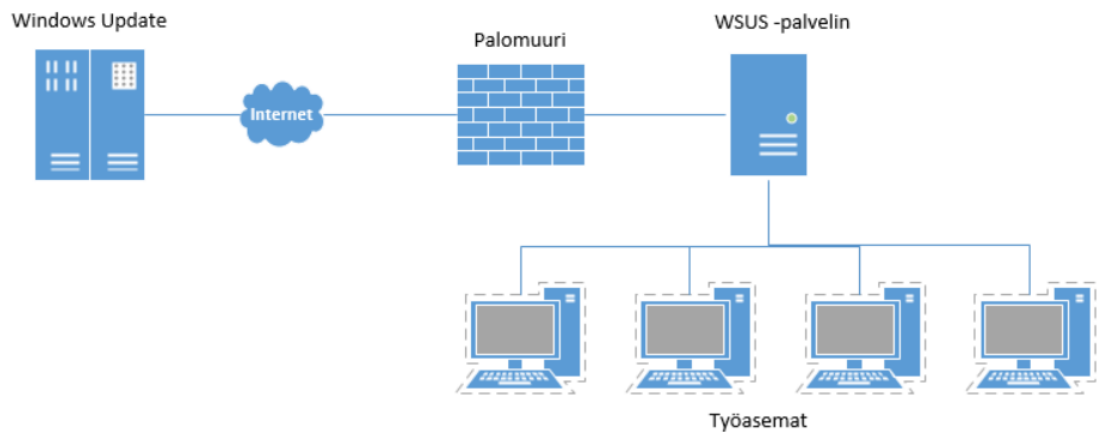 Windows Update
WSUS -palvelin
Palomuuri
Internet
Työasemat